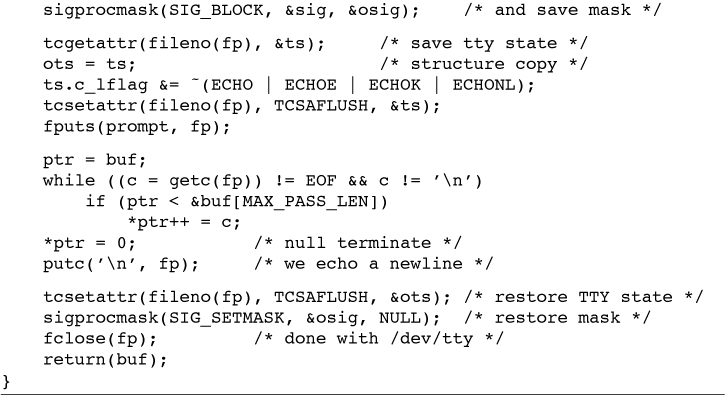 sigprocmask(SIG_BLOCK, &sig, &osig);    /* and save mask */
    tcgetattr(fileno(fp), &ts);     /* save tty state */
    ots = ts;                       /* structure copy */
    ts.c_lflag &= ~(ECHO | ECHOE | ECHOK | ECHONL);
    tcsetattr(fileno(fp), TCSAFLUSH, &ts);
    fputs(prompt, fp);
    ptr = buf;
    while ((c = getc(fp)) != EOF && c != '\n')
        if (ptr < &buf[MAX_PASS_LEN])
            *ptr++ = c;
    *ptr = 0;           /* null terminate */
    putc('\n', fp);     /* we echo a newline */
    tcsetattr(fileno(fp), TCSAFLUSH, &ots); /* restore TTY state */
    sigprocmask(SIG_SETMASK, &osig, NULL);  /* restore mask */
    fclose(fp);         /* done with /dev/tty */
    return(buf);
}